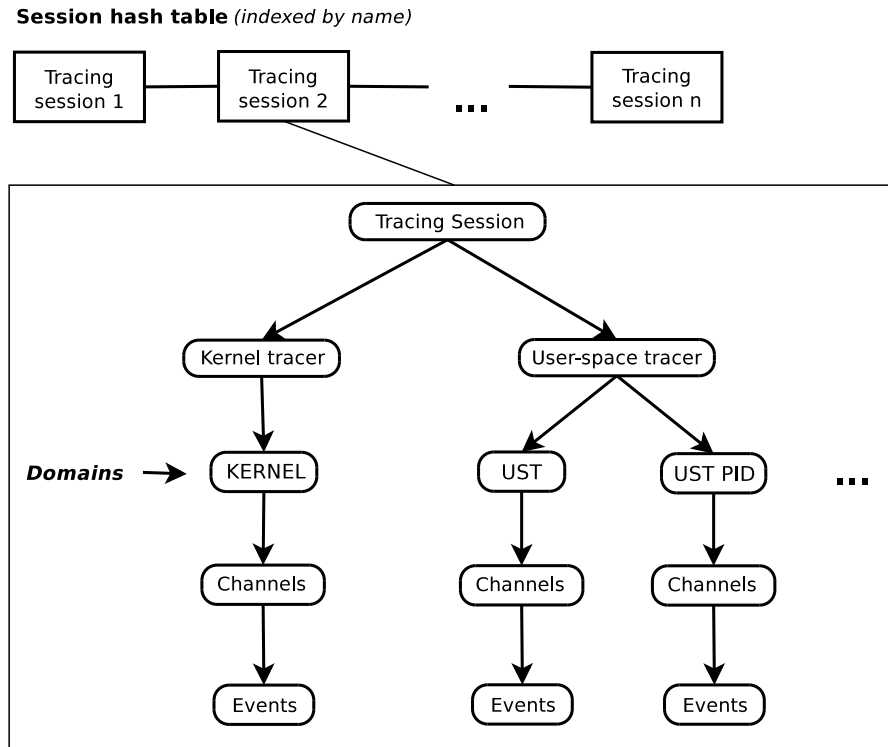 Session hash table (indexed by name)
Tracing
session 1
Tracing
session 2
...
Tracing
session n
Tracing Session
Kernel tracer
User-space tracer
Domains
KERNEL
UST
UST PID
...
Channels
Channels
Channels
Events
Events
Events